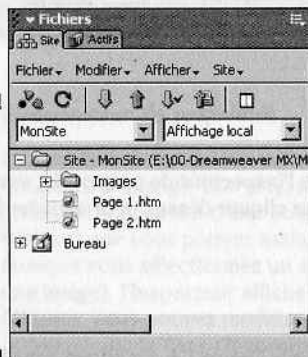 Fichiers
Site Actifs
Fichier Modifier Afficher Site
MonSite Affichage local
Site - MonSite (E:\00-Dreamweaver MX\M
Images
Page 1.htm
Page 2.htm
Bureau